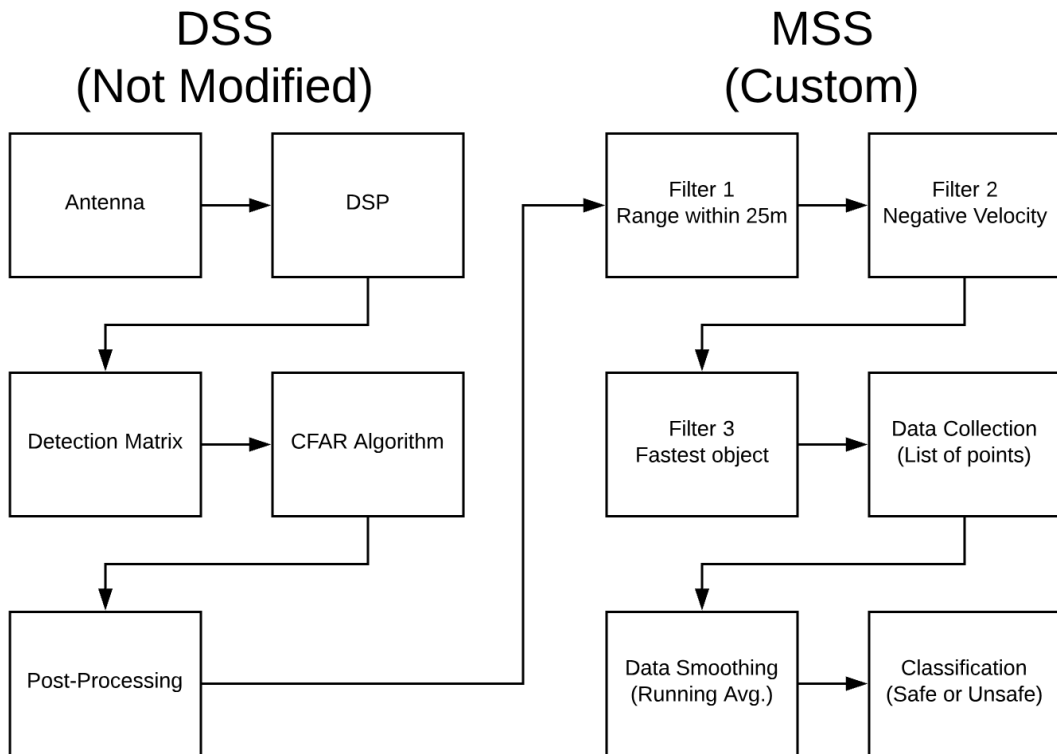 DSS
(Not Modified)
MSS
(Custom)
Antenna
DSP
Filter 1
Range within 25m
Filter 2
Negative Velocity
Detection Matrix
CFAR Algorithm
Filter 3
Fastest object
Data Collection
(List of points)
Post-Processing
Data Smoothing
(Running Avg.)
Classification
(Safe or Unsafe)